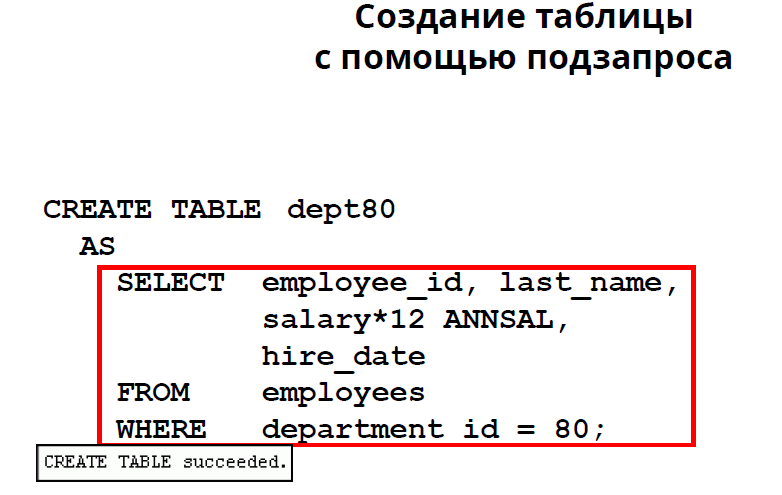 Создание таблицы
с помощью подзапроса
CREATE TABLE dept80
AS
SELECT employee_id, last_name,
salary*12 ANNSAL,
hire_date
FROM employees
WHERE department_id = 80;
CREATE TABLE succeeded.